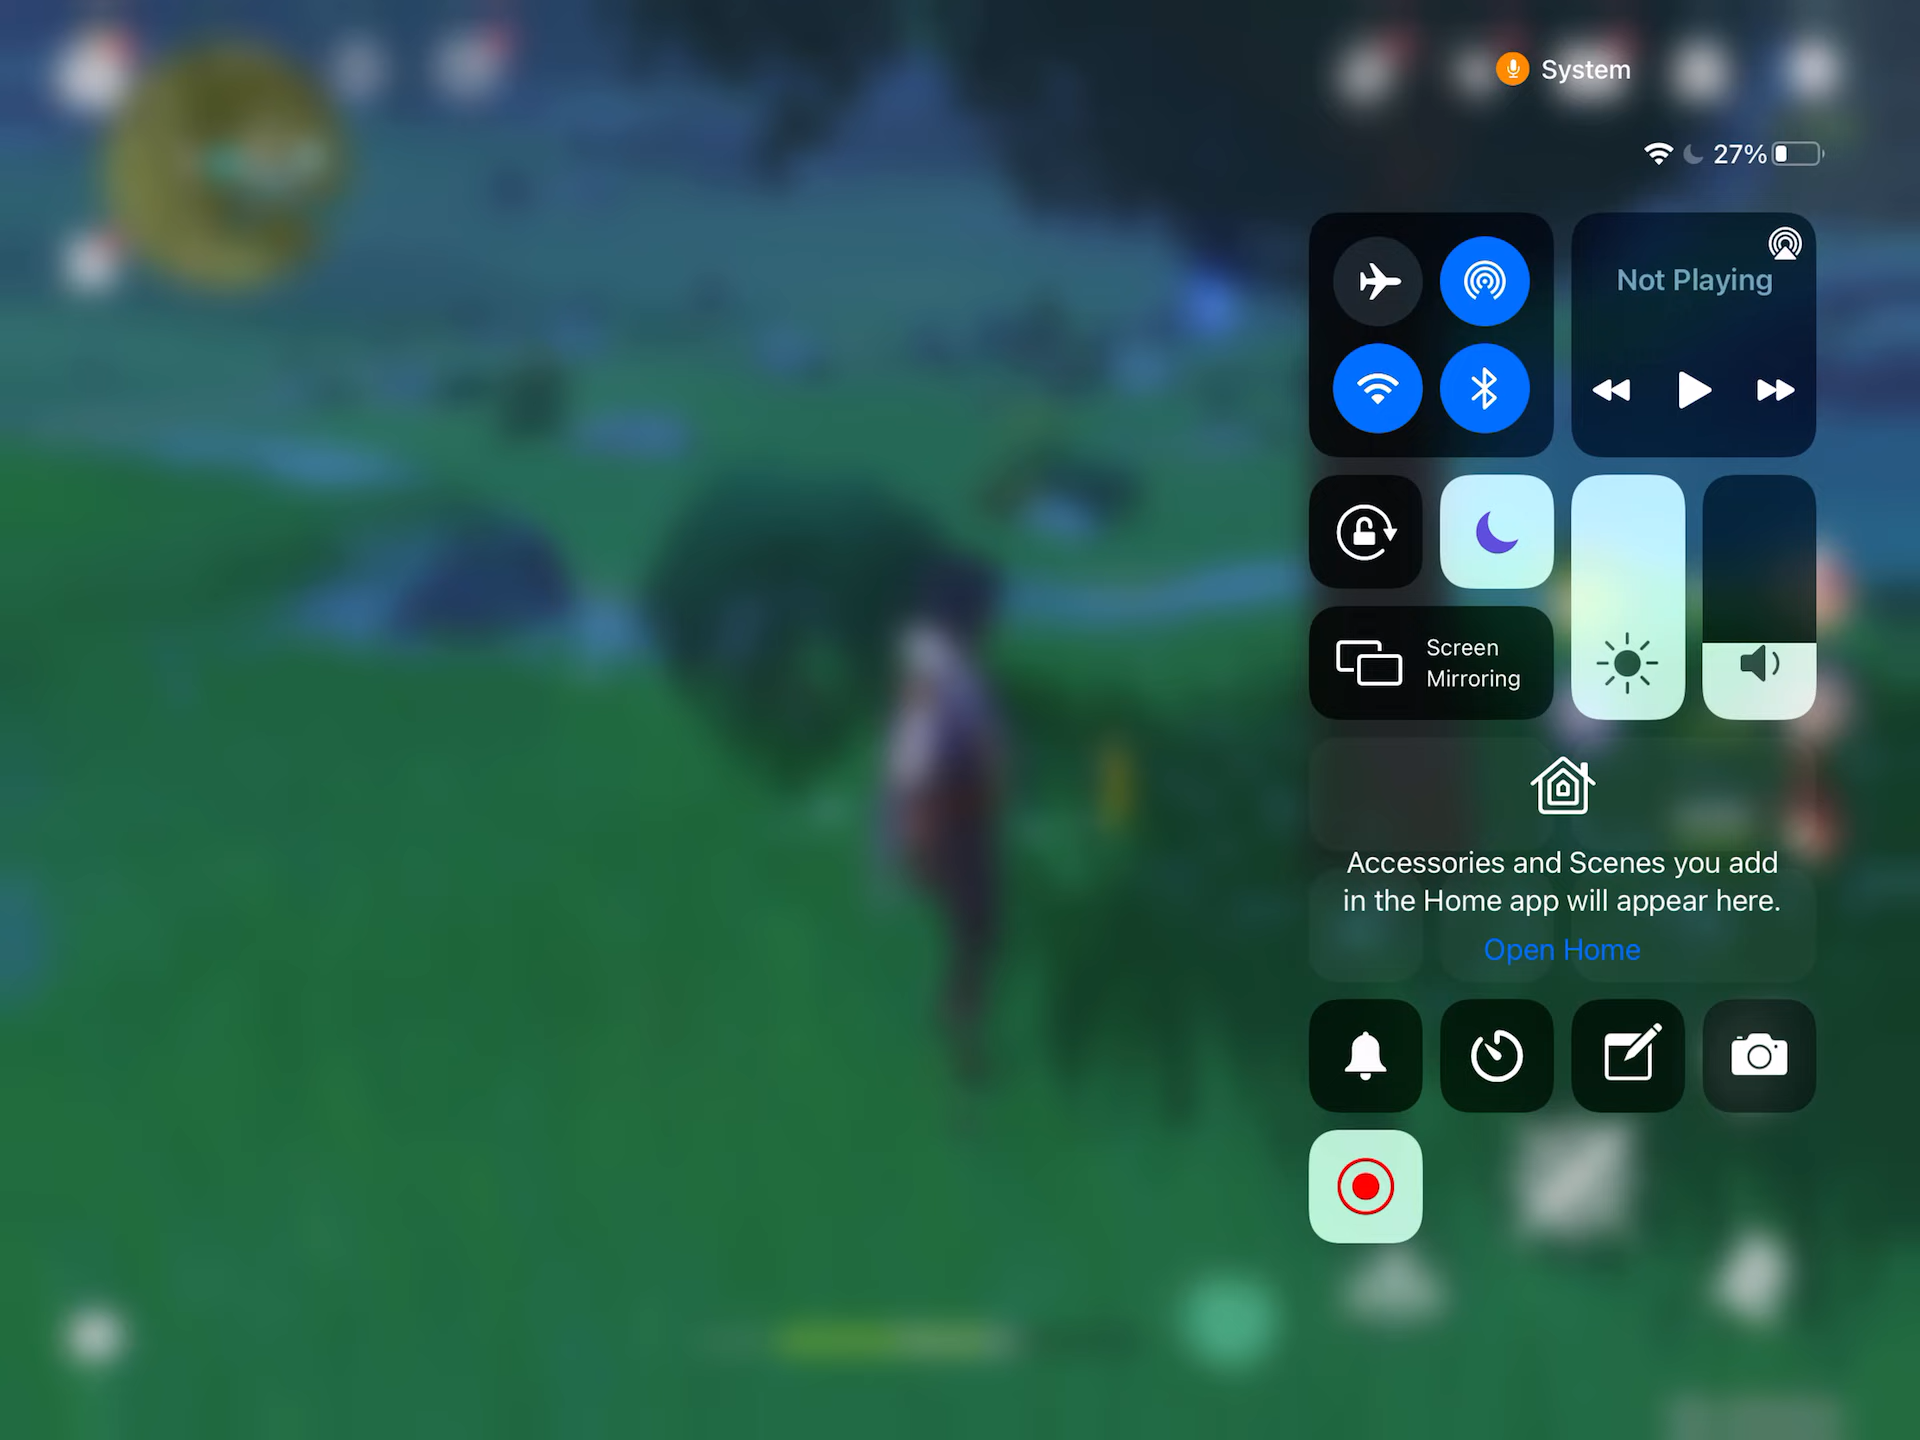 System
27%
Not Playing
Screen
Mirroring
Accessories and Scenes you add
in the Home app will appear here.
Open Home